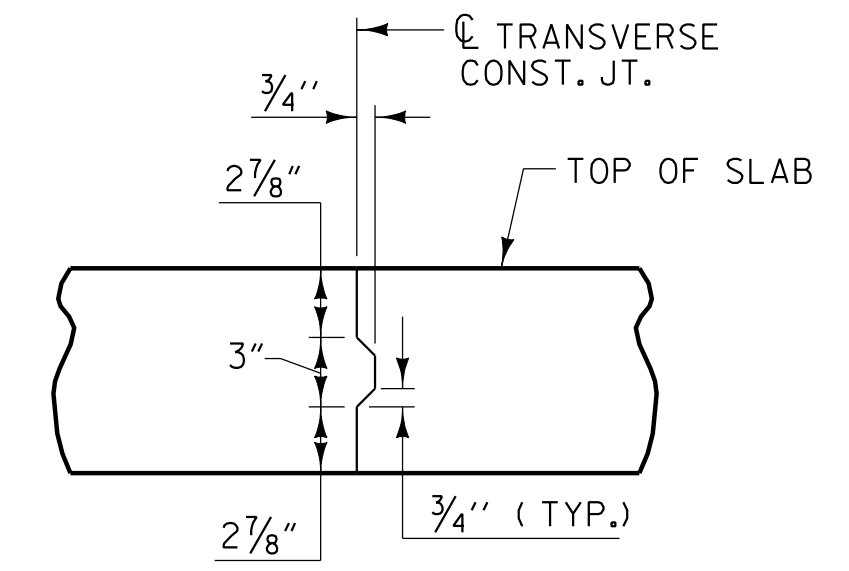 ℄ TRANSVERSE
CONST. JT.
3/4"
2 7/8"
TOP OF SLAB
3"
3/4" (TYP.)
2 7/8"